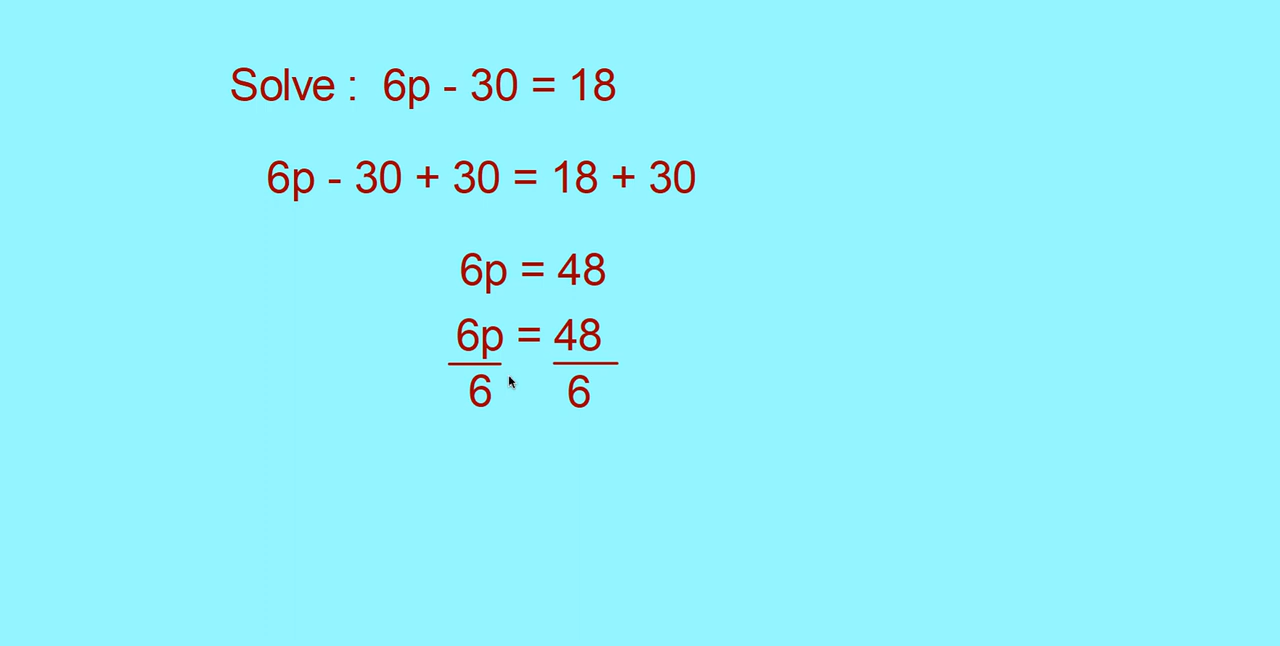 Solve : 6p - 30 = 18
6p - 30 + 30 = 18 + 30
6p = 48
6p = 48
6 6